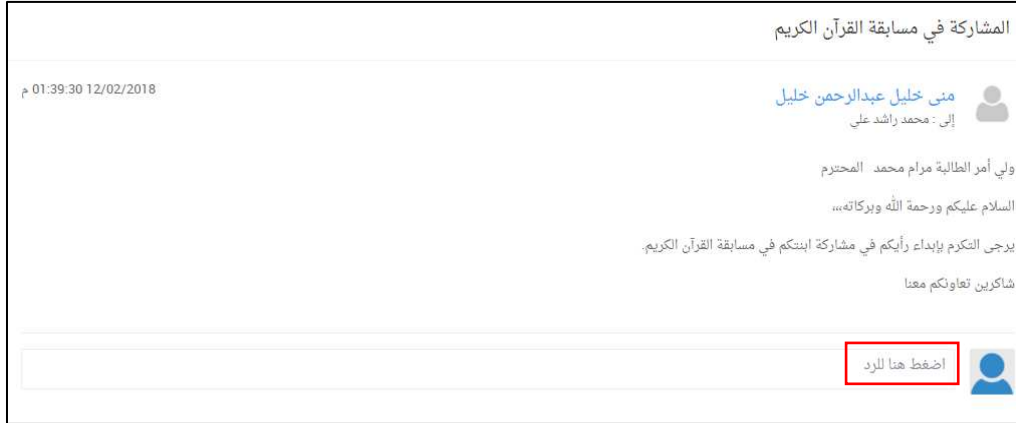 المشاركة في مسابقة القرآن الكريم
منى خليل عبدالرحمن خليل
01:39:30 12/02/2018 م
إلى : محمد راشد علي
ولي أمر الطالبة مرام محمد المحترم
السلام عليكم ورحمة الله وبركاته،،،
يرجى التكرم بإبداء رأيكم في مشاركة ابنتكم في مسابقة القرآن الكريم.
شاكرين تعاونكم معنا
اضغط هنا للرد